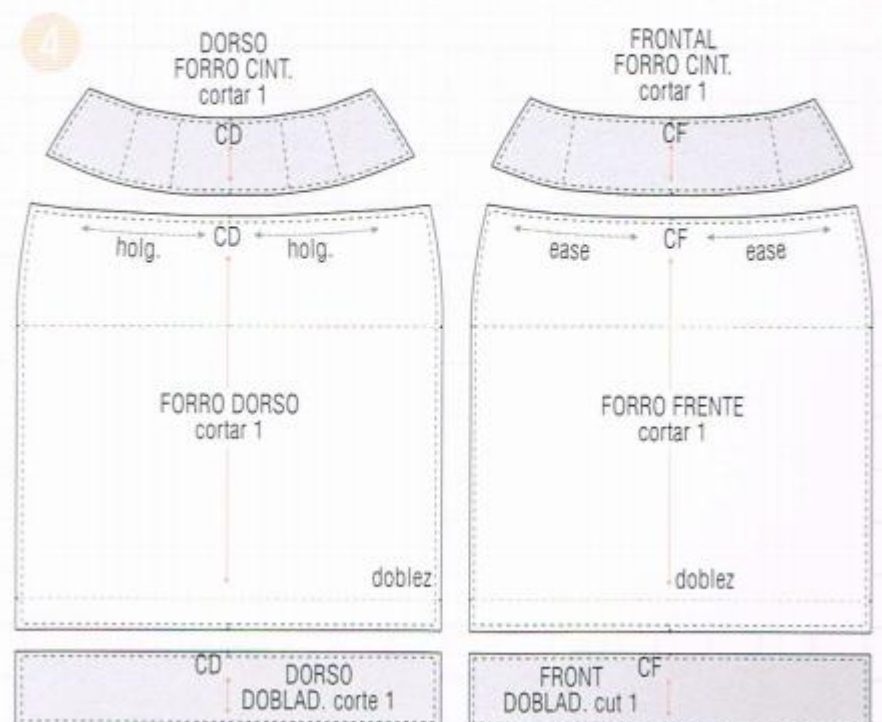 4
DORSO
FORRO CINT.
cortar 1
CD
FRONTAL
FORRO CINT.
cortar 1
CF
holg.
CD
holg.
FORRO DORSO
cortar 1
doblez
ease
CF
ease
FORRO FRENTE
cortar 1
doblez
CD
DORSO
DOBLAD. corte 1
FRONT
CF
DOBLAD. cut 1